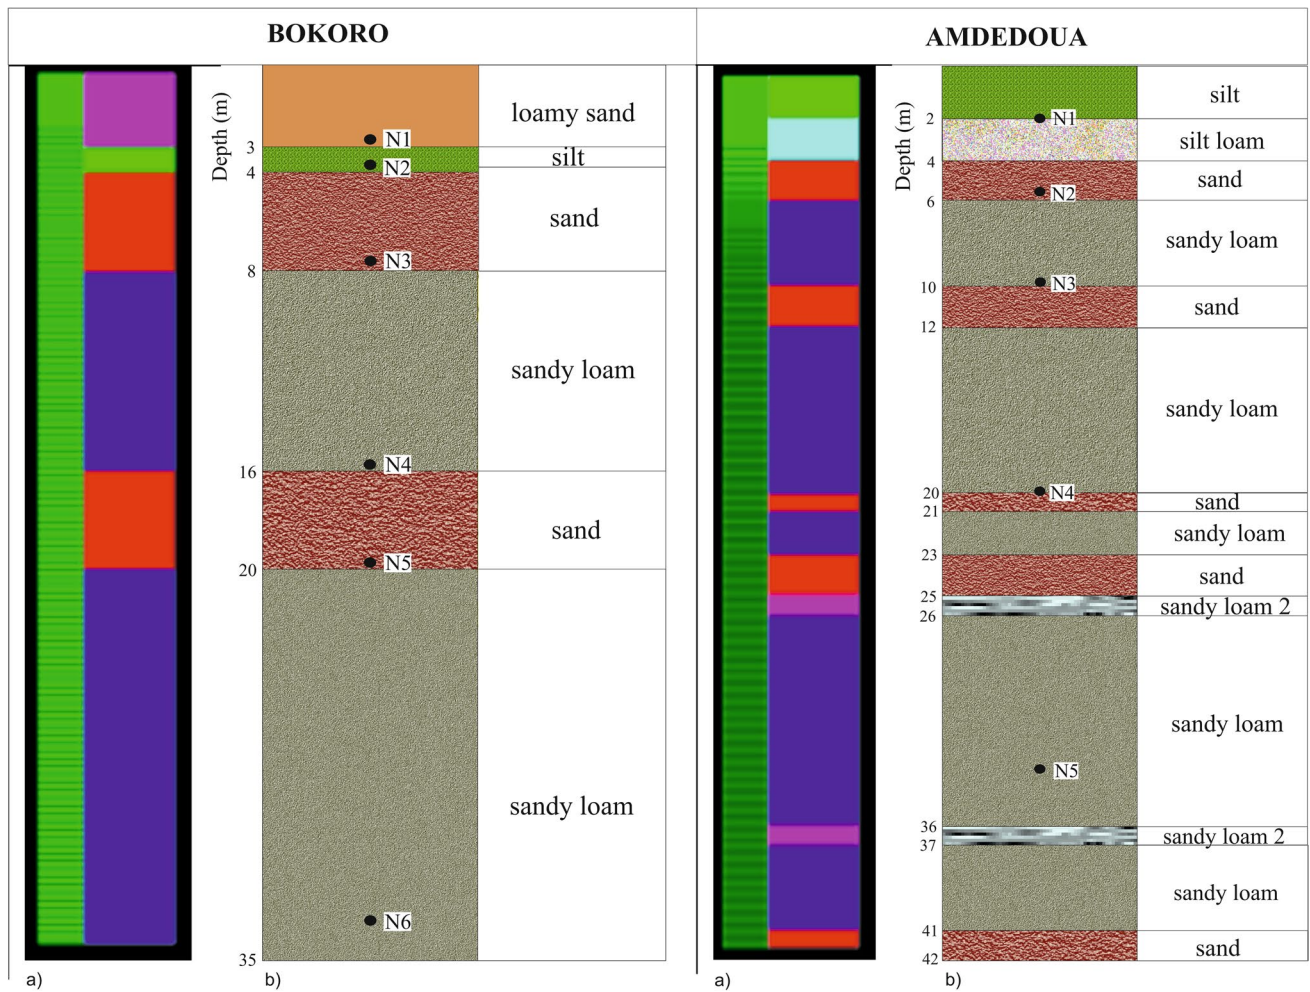 BOKORO
AMDEDOUA
Depth (m)
loamy sand
N1
3
silt
N2
4
sand
N3
8
sandy loam
N4
16
sand
N5
20
sandy loam
N6
35
a)
b)
Depth (m)
silt
N1
2
silt loam
4
sand
N2
6
sandy loam
N3
10
sand
12
sandy loam
N4
20
sand
21
sandy loam
23
sand
25
sandy loam 2
26
sandy loam
N5
36
sandy loam 2
37
sandy loam
41
sand
42
a)
b)